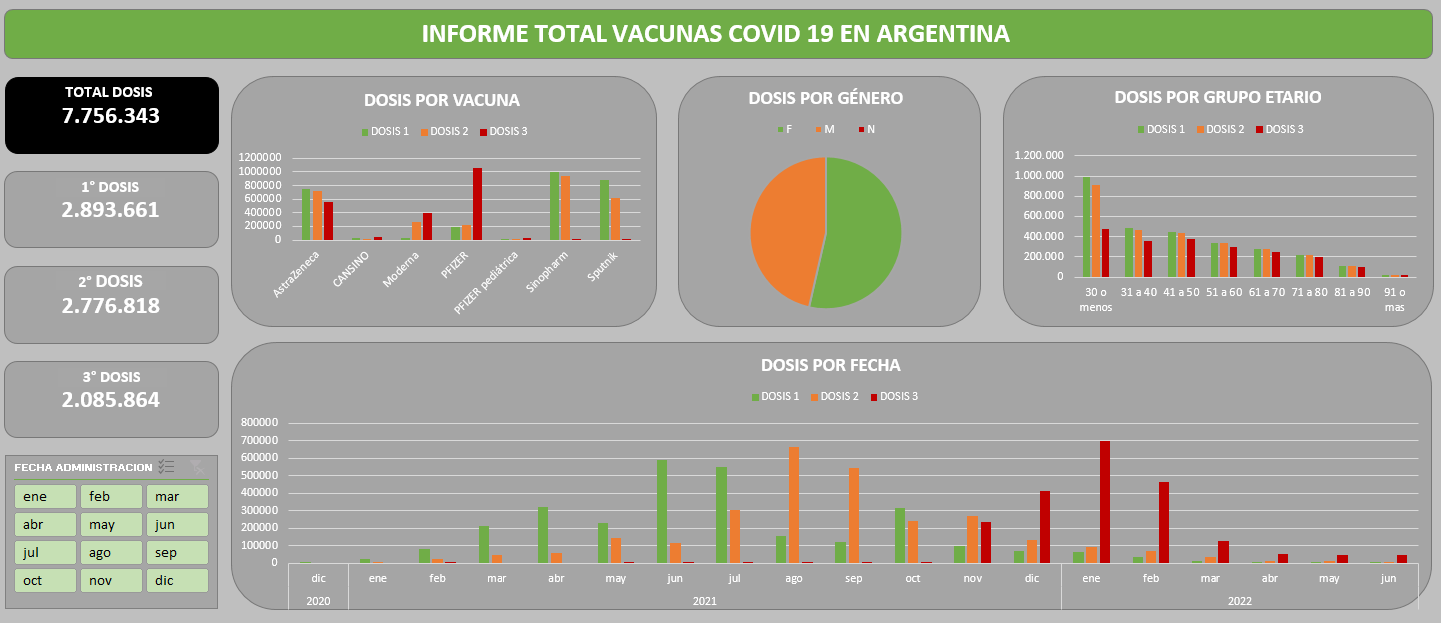 INFORME TOTAL VACUNAS COVID 19 EN ARGENTINA
TOTAL DOSIS
7.756.343
1° DOSIS
2.893.661
2° DOSIS
2.776.818
3° DOSIS
2.085.864
FECHA ADMINISTRACION
ene feb mar
abr may jun
jul ago sep
oct nov dic
DOSIS POR VACUNA
DOSIS 1 DOSIS 2 DOSIS 3
1200000
1000000
800000
600000
400000
200000
0
AstraZeneca CANSINO Moderna PFIZER PFIZER pediátrica Sinopharm Sputnik
DOSIS POR GÉNERO
F M N
DOSIS POR GRUPO ETARIO
DOSIS 1 DOSIS 2 DOSIS 3
1.200.000
1.000.000
800.000
600.000
400.000
200.000
0
30 o menos 31 a 40 41 a 50 51 a 60 61 a 70 71 a 80 81 a 90 91 o mas
DOSIS POR FECHA
DOSIS 1 DOSIS 2 DOSIS 3
800000
700000
600000
500000
400000
300000
200000
100000
0
dic ene feb mar abr may jun jul ago sep oct nov dic ene feb mar abr may jun
2020 2021 2022